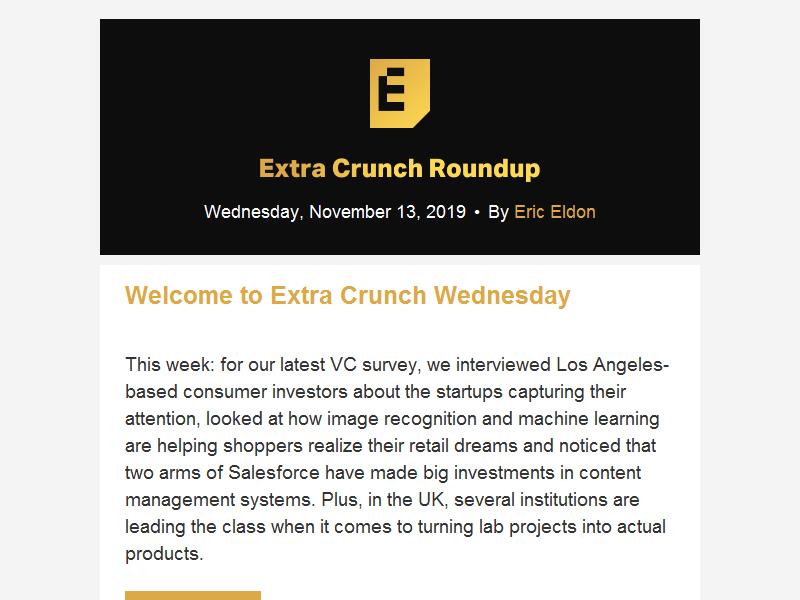 E
Extra Crunch Roundup
Wednesday, November 13, 2019 • By Eric Eldon
Welcome to Extra Crunch Wednesday
This week: for our latest VC survey, we interviewed Los Angeles-
based consumer investors about the startups capturing their
attention, looked at how image recognition and machine learning
are helping shoppers realize their retail dreams and noticed that
two arms of Salesforce have made big investments in content
management systems. Plus, in the UK, several institutions are
leading the class when it comes to turning lab projects into actual
products.